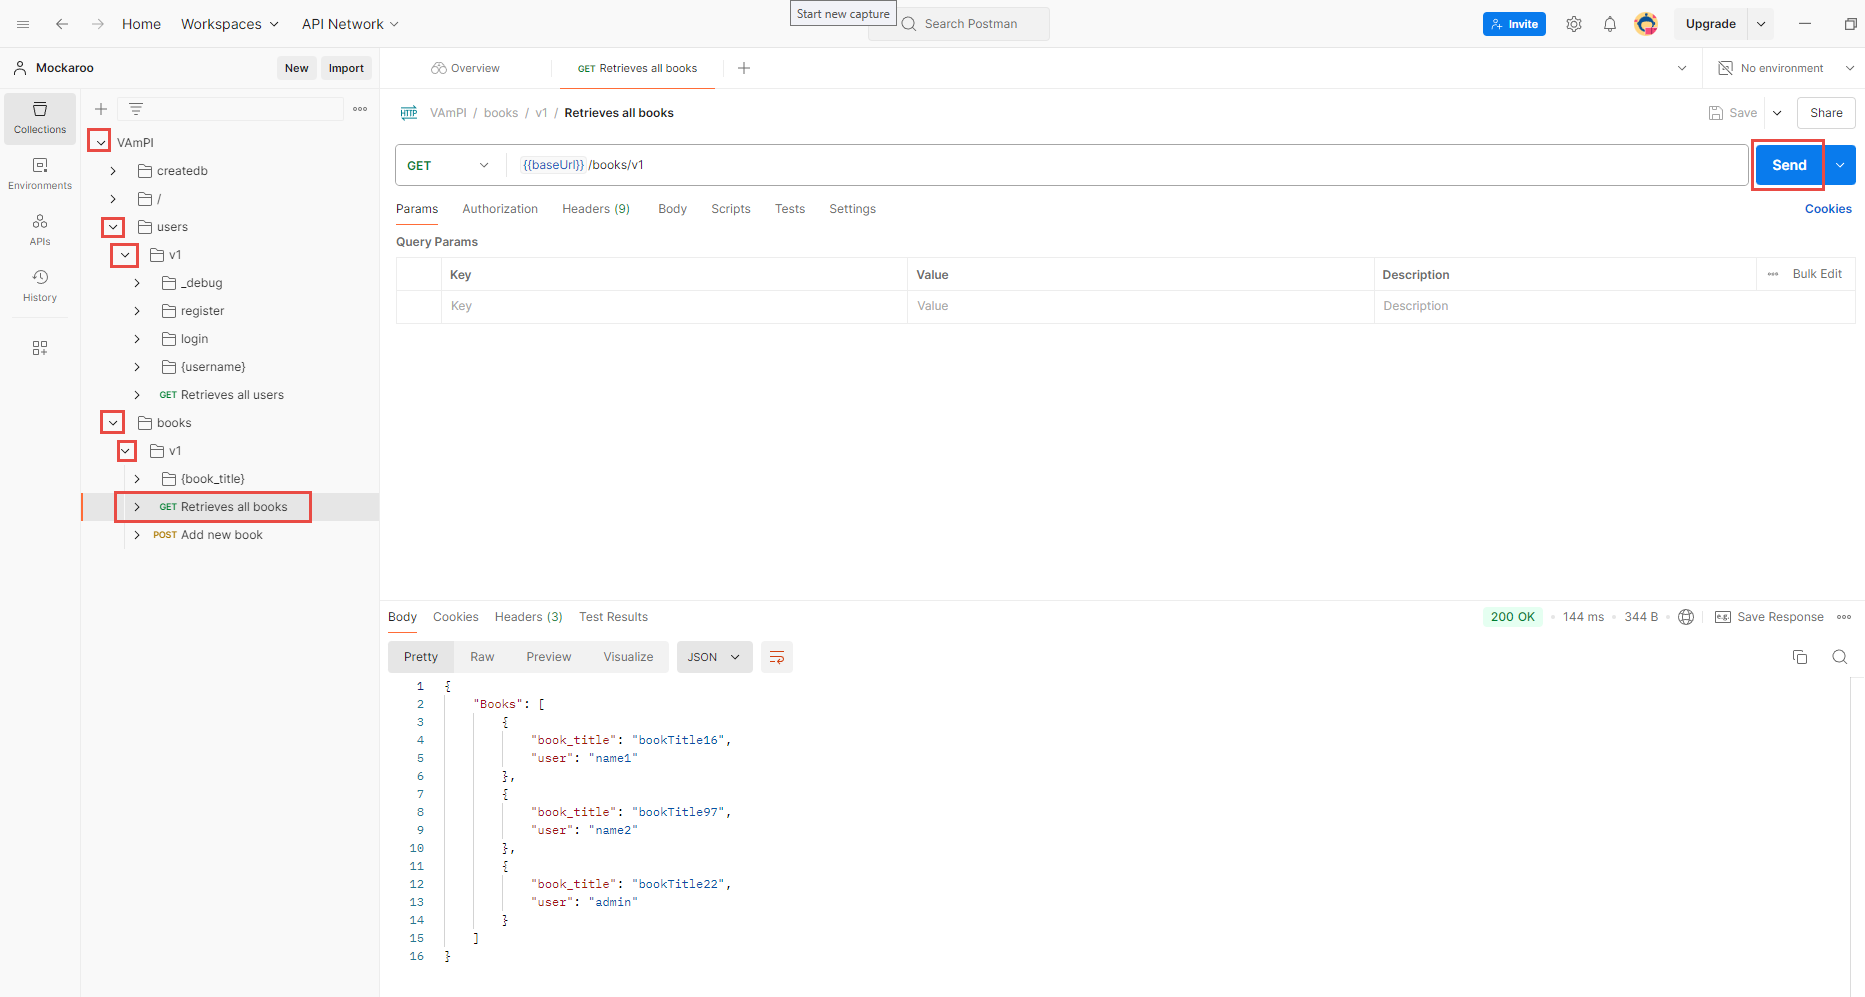 Home Workspaces API Network Start new capture Search Postman Invite Upgrade
Mockaroo New Import Overview GET Retrieves all books No environment
Collections
Environments
APIs
History
VAmPI
createdb
/
users
v1
_debug
register
login
{username}
GET Retrieves all users
books
v1
{book_title}
GET Retrieves all books
POST Add new book
HTTP VAmPI / books / v1 / Retrieves all books Save Share
GET {{baseUrl}} /books/v1 Send
Params Authorization Headers (9) Body Scripts Tests Settings Cookies
Query Params
Key Value Description Bulk Edit
Key Value Description
Body Cookies Headers (3) Test Results 200 OK 144 ms 344 B e.g. Save Response
Pretty Raw Preview Visualize JSON
1 {
2 "Books": [
3 {
4 "book_title": "bookTitle16",
5 "user": "name1"
6 },
7 {
8 "book_title": "bookTitle97",
9 "user": "name2"
10 },
11 {
12 "book_title": "bookTitle22",
13 "user": "admin"
14 }
15 ]
16 }